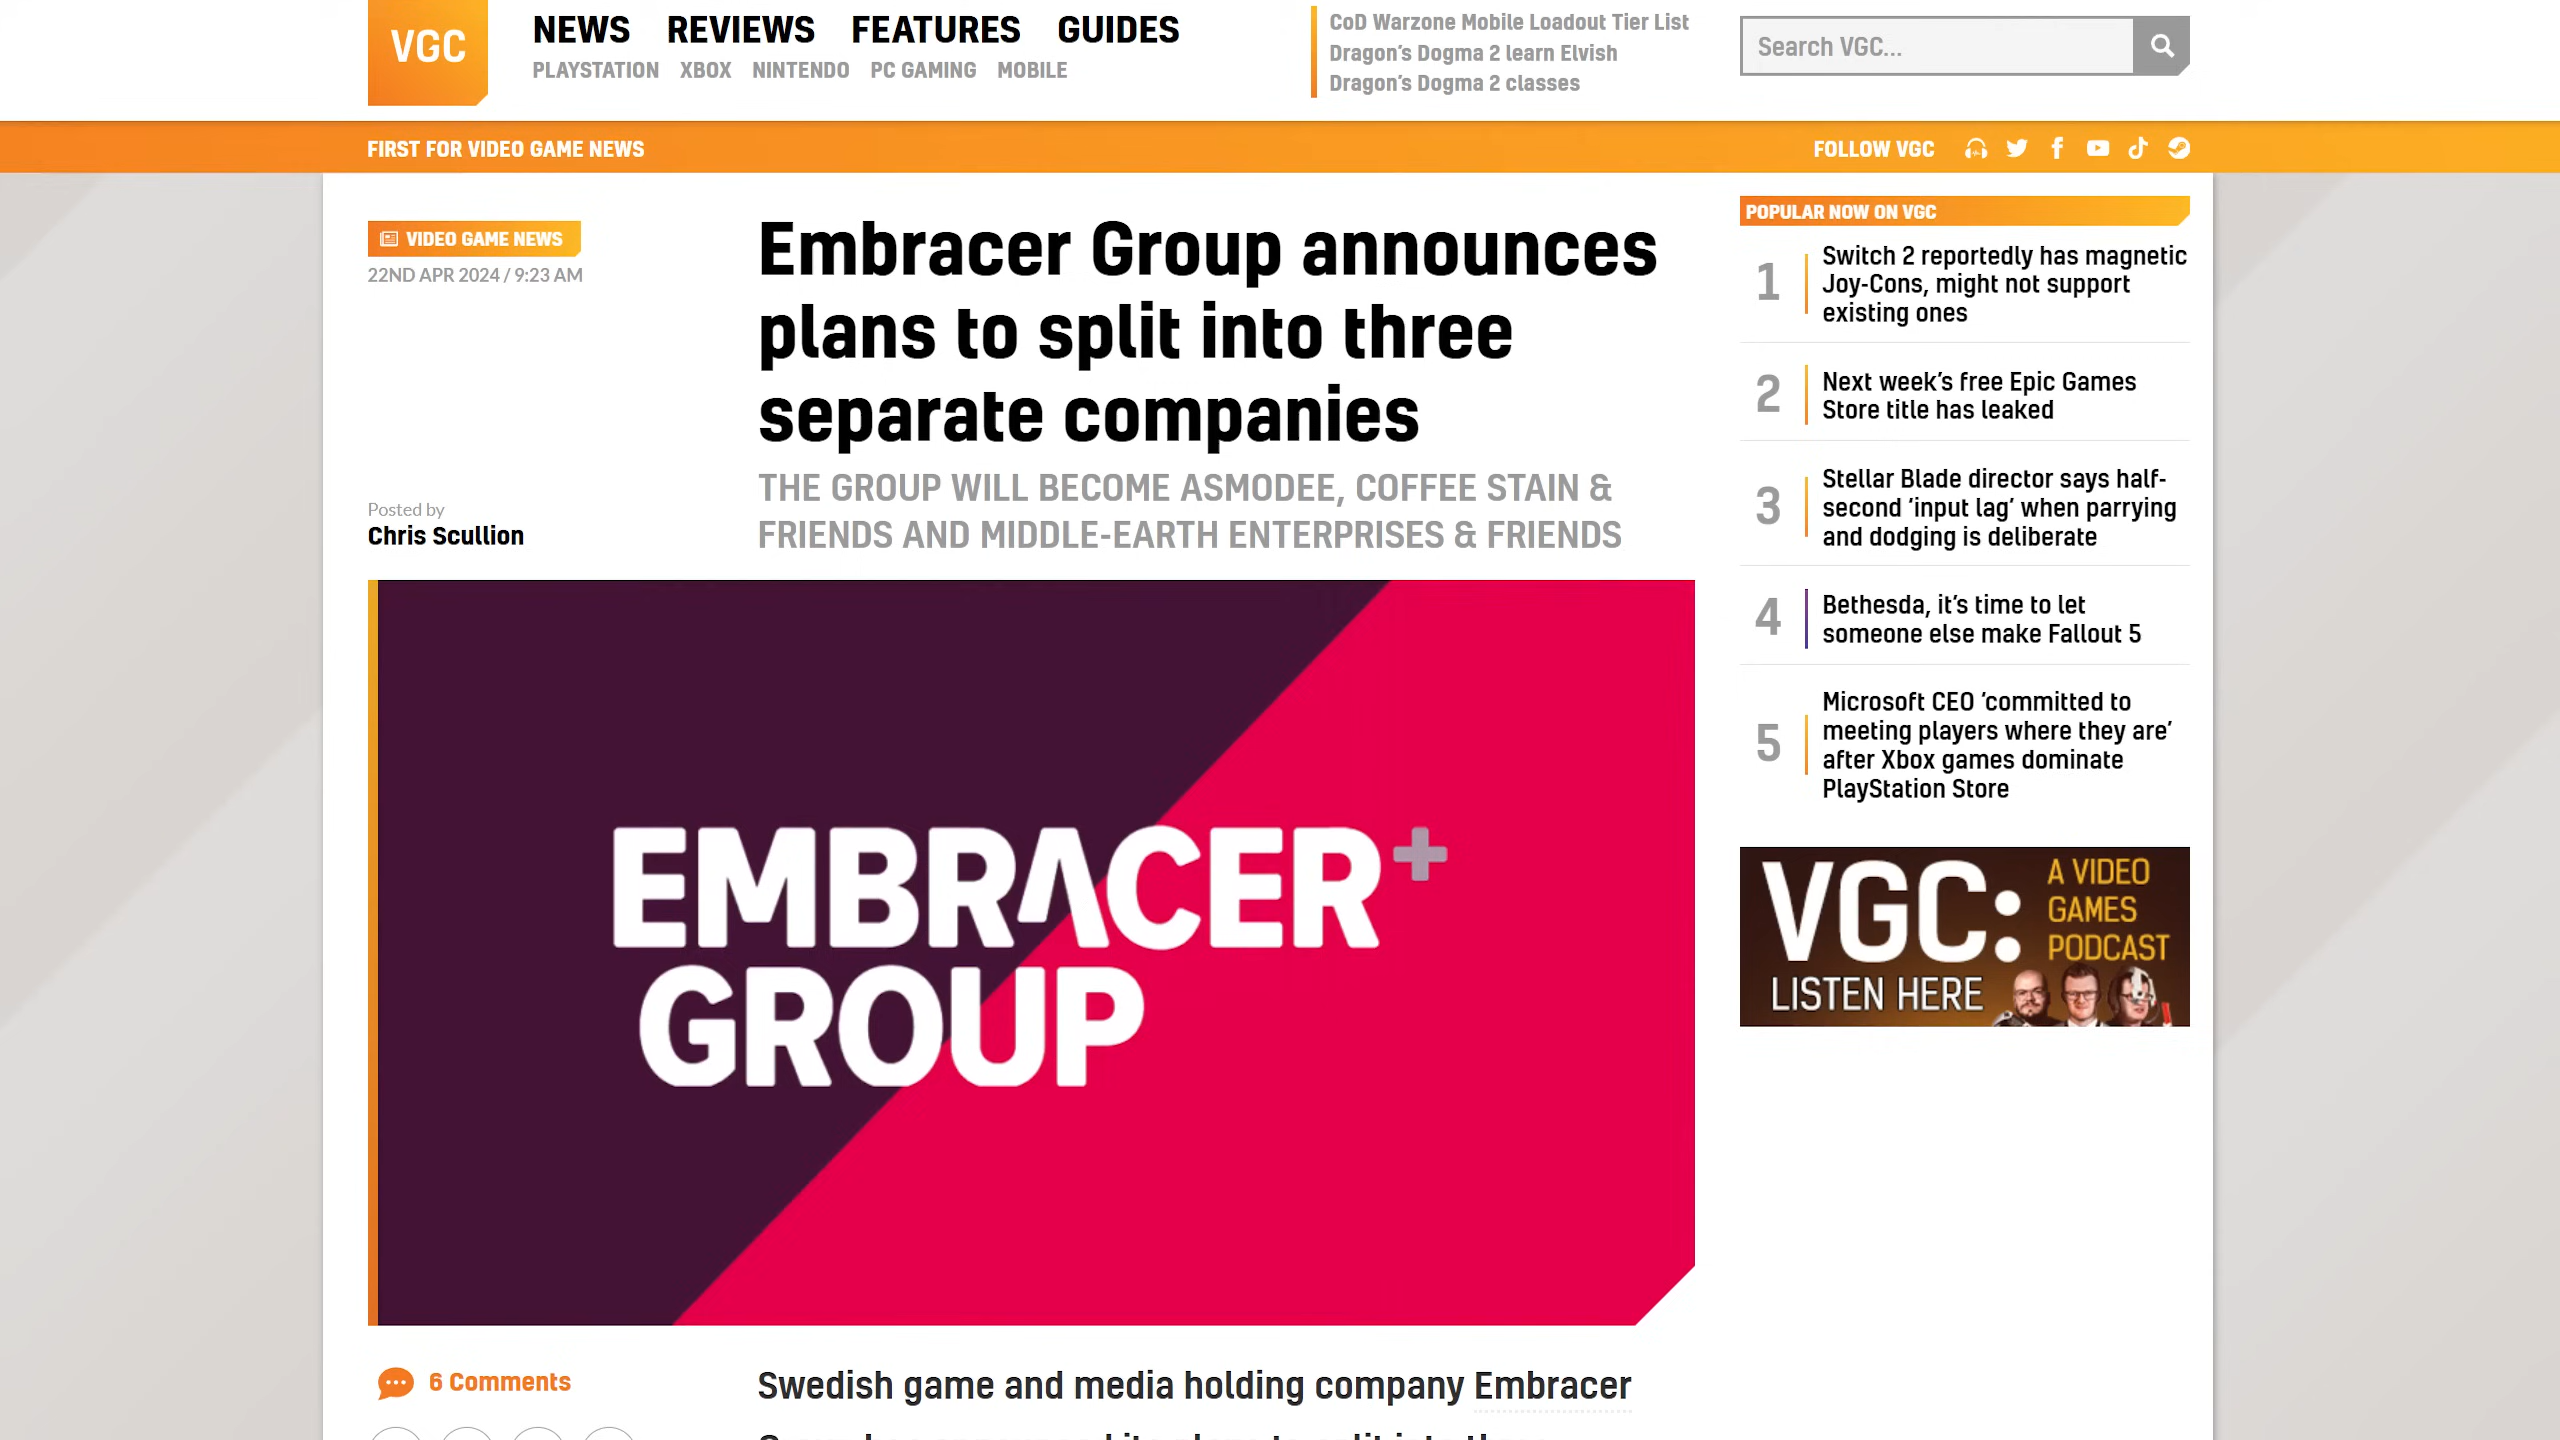 VGC
NEWS REVIEWS FEATURES GUIDES
PLAYSTATION XBOX NINTENDO PC GAMING MOBILE
CoD Warzone Mobile Loadout Tier List
Dragon's Dogma 2 learn Elvish
Dragon's Dogma 2 classes
Search VGC...
FIRST FOR VIDEO GAME NEWS
FOLLOW VGC
VIDEO GAME NEWS
22ND APR 2024 / 9:23 AM
Posted by
Chris Scullion
Embracer Group announces
plans to split into three
separate companies
THE GROUP WILL BECOME ASMODEE, COFFEE STAIN &
FRIENDS AND MIDDLE-EARTH ENTERPRISES & FRIENDS
EMBRACER+
GROUP
6 Comments
Swedish game and media holding company Embracer
POPULAR NOW ON VGC
1
Switch 2 reportedly has magnetic
Joy-Cons, might not support
existing ones
2
Next week's free Epic Games
Store title has leaked
3
Stellar Blade director says half-
second 'input lag' when parrying
and dodging is deliberate
4
Bethesda, it's time to let
someone else make Fallout 5
5
Microsoft CEO 'committed to
meeting players where they are'
after Xbox games dominate
PlayStation Store
VGC:
A VIDEO
GAMES
PODCAST
LISTEN HERE